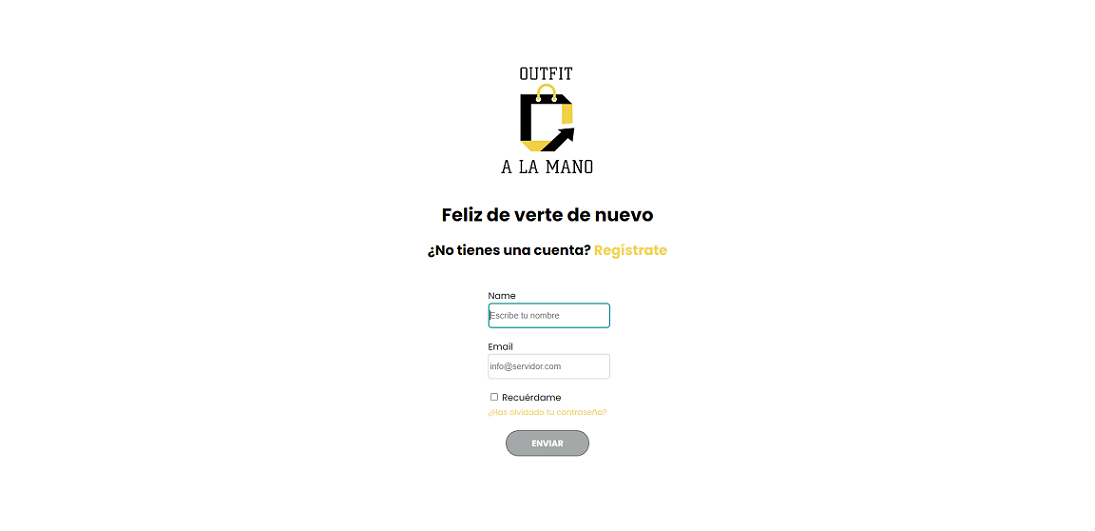 OUTFIT
A LA MANO
Feliz de verte de nuevo
¿No tienes una cuenta? Regístrate
Name
Escribe tu nombre
Email
info@servidor.com
Recuérdame
¿Has olvidado tu contraseña?
ENVIAR